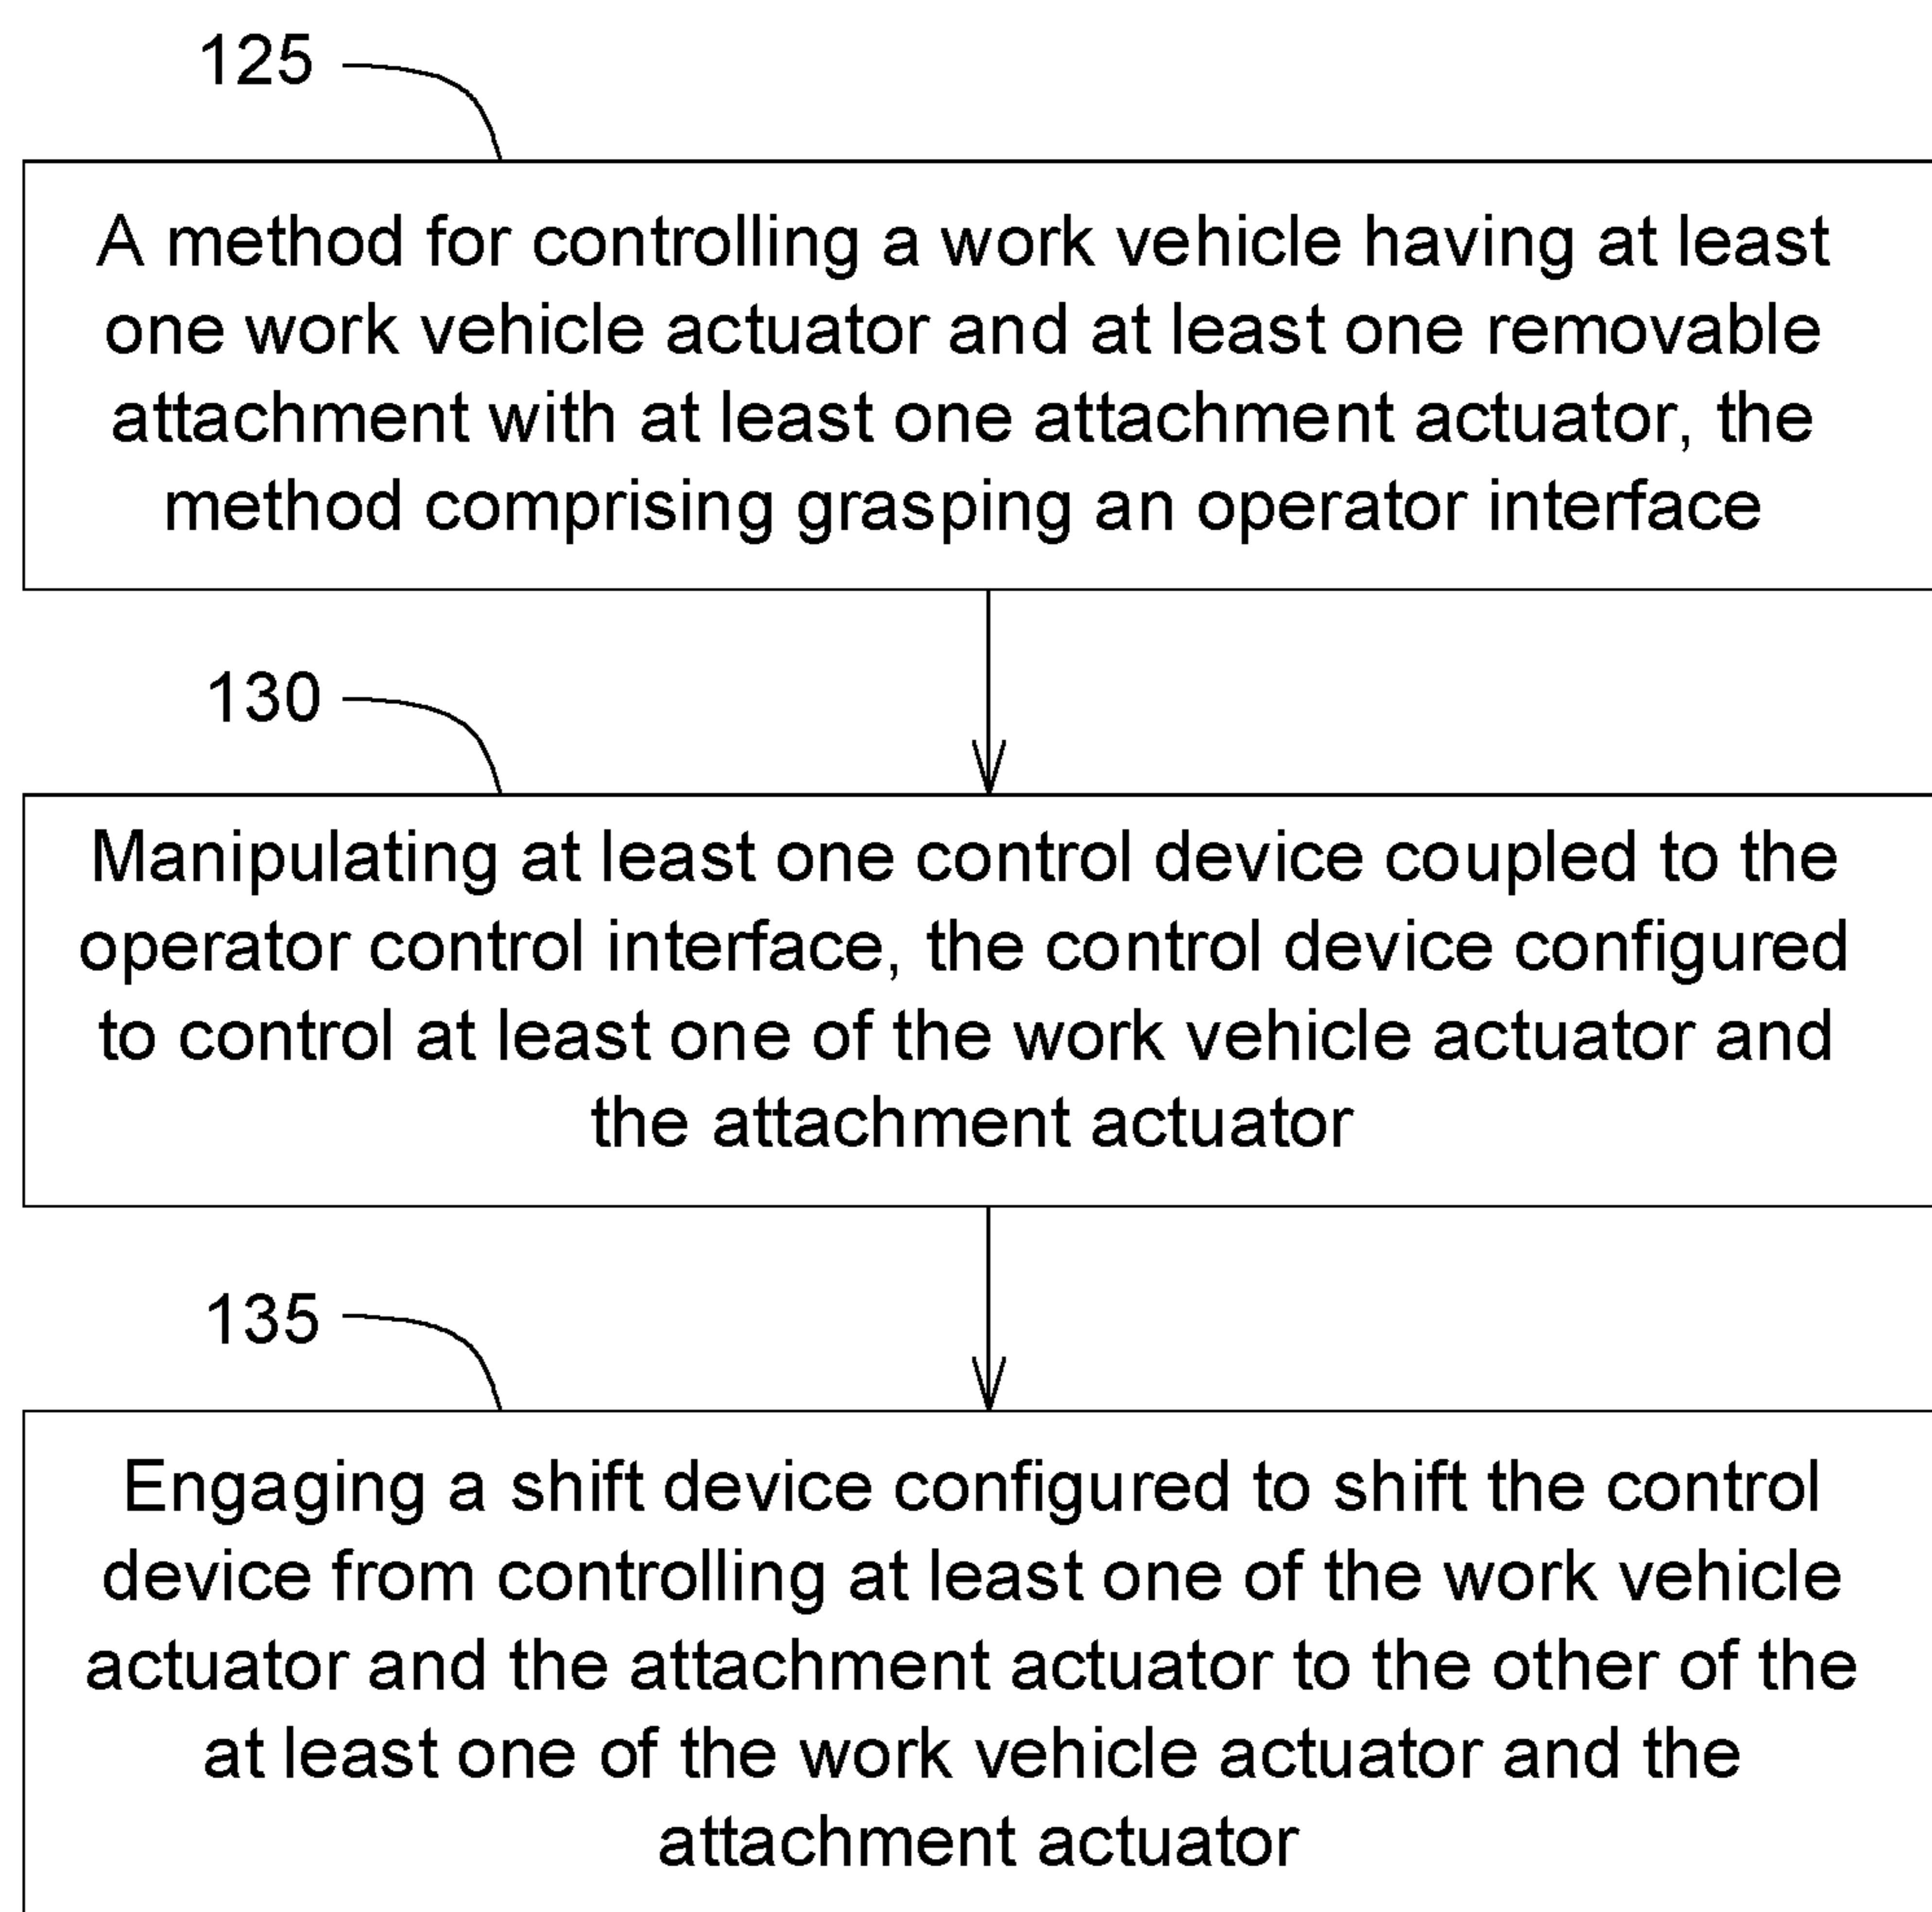 125
A method for controlling a work vehicle having at least
one work vehicle actuator and at least one removable
attachment with at least one attachment actuator, the
method comprising grasping an operator interface
130
Manipulating at least one control device coupled to the
operator control interface, the control device configured
to control at least one of the work vehicle actuator and
the attachment actuator
135
Engaging a shift device configured to shift the control
device from controlling at least one of the work vehicle
actuator and the attachment actuator to the other of the
at least one of the work vehicle actuator and the
attachment actuator